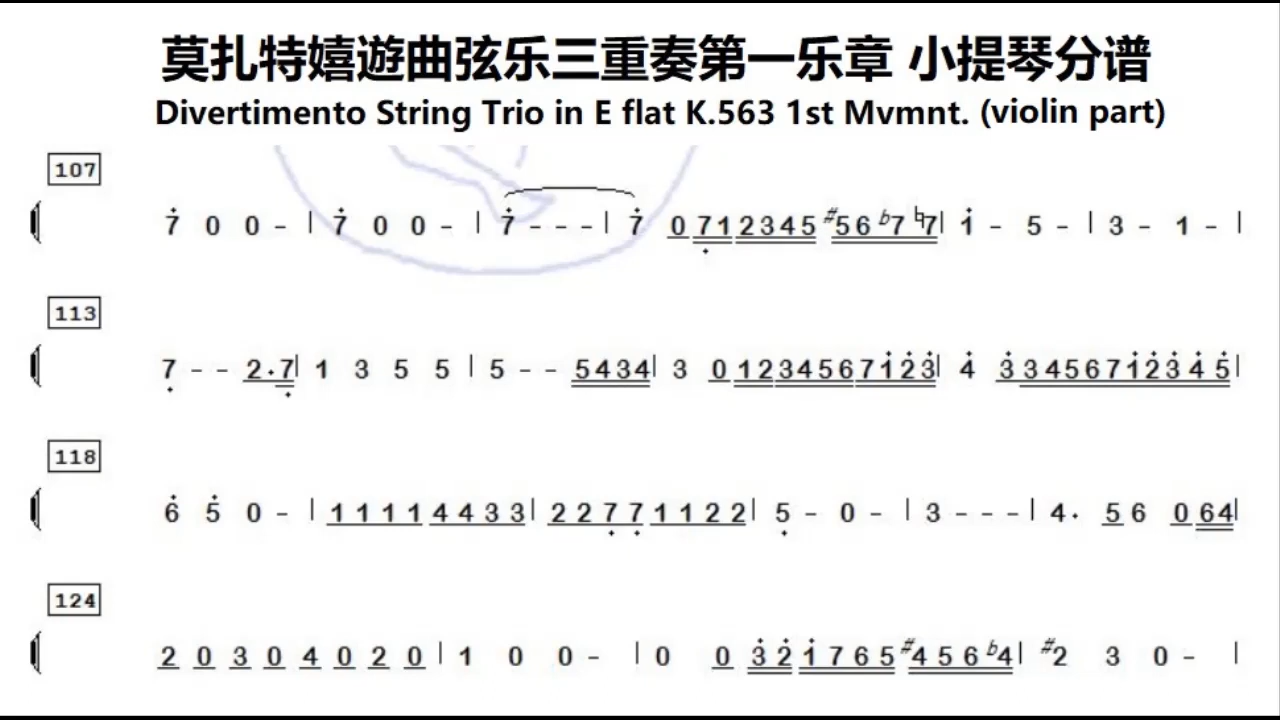 莫扎特嬉遊曲弦乐三重奏第一乐章 小提琴分谱
Divertimento String Trio in E flat K.563 1st Mvmnt. (violin part)
107
7 0 0 - | 7 0 0 - | 7 - - - | 7 0 7 1 2 3 4 5 #5 6 b7 ♮7 | 1 - 5 - | 3 - 1 - |
113
7 - - 2 . 7 | 1 3 5 5 | 5 - - 5 4 3 4 | 3 0 1 2 3 4 5 6 7 1 2 3 | 4 3 3 4 5 6 7 1 2 3 4 5 |
118
6 5 0 - | 1 1 1 1 4 4 3 3 | 2 2 7 7 1 1 2 2 | 5 - 0 - | 3 - - - | 4 . 5 6 0 6 4 |
124
2 0 3 0 4 0 2 0 | 1 0 0 - | 0 0 3 2 1 7 6 5 #4 5 6 b4 | #2 3 0 - |